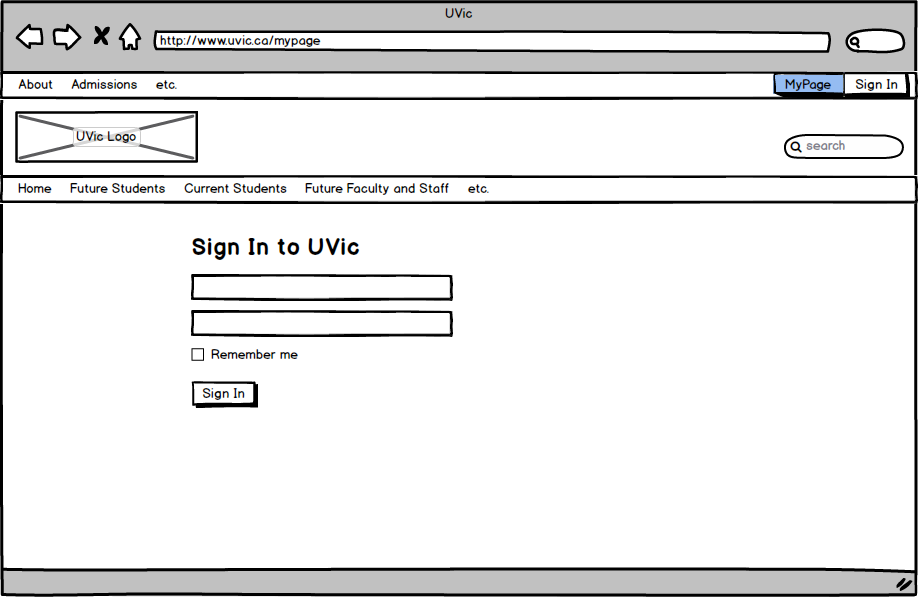 UVic
http://www.uvic.ca/mypage
About Admissions etc. MyPage Sign In
UVic Logo
search
Home Future Students Current Students Future Faculty and Staff etc.
Sign In to UVic
Remember me
Sign In